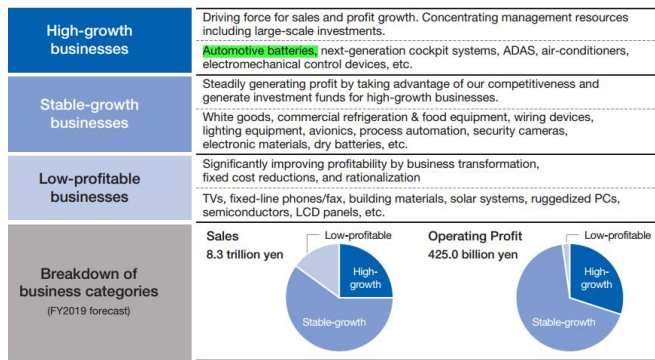 High-growth
businesses
Driving force for sales and profit growth. Concentrating management resources
including large-scale investments.
Automotive batteries, next-generation cockpit systems, ADAS, air-conditioners,
electromechanical control devices, etc.
Stable-growth
businesses
Steadily generating profit by taking advantage of our competitiveness and
generate investment funds for high-growth businesses.
White goods, commercial refrigeration & food equipment, wiring devices,
lighting equipment, avionics, process automation, security cameras,
electronic materials, dry batteries, etc.
Low-profitable
businesses
Significantly improving profitability by business transformation,
fixed cost reductions, and rationalization
TVs, fixed-line phones/fax, building materials, solar systems, ruggedized PCs,
semiconductors, LCD panels, etc.
Breakdown of
business categories
(FY2019 forecast)
Sales
8.3 trillion yen
Low-profitable
High-
growth
Stable-growth
Operating Profit
425.0 billion yen
Low-profitable
High-
growth
Stable-growth